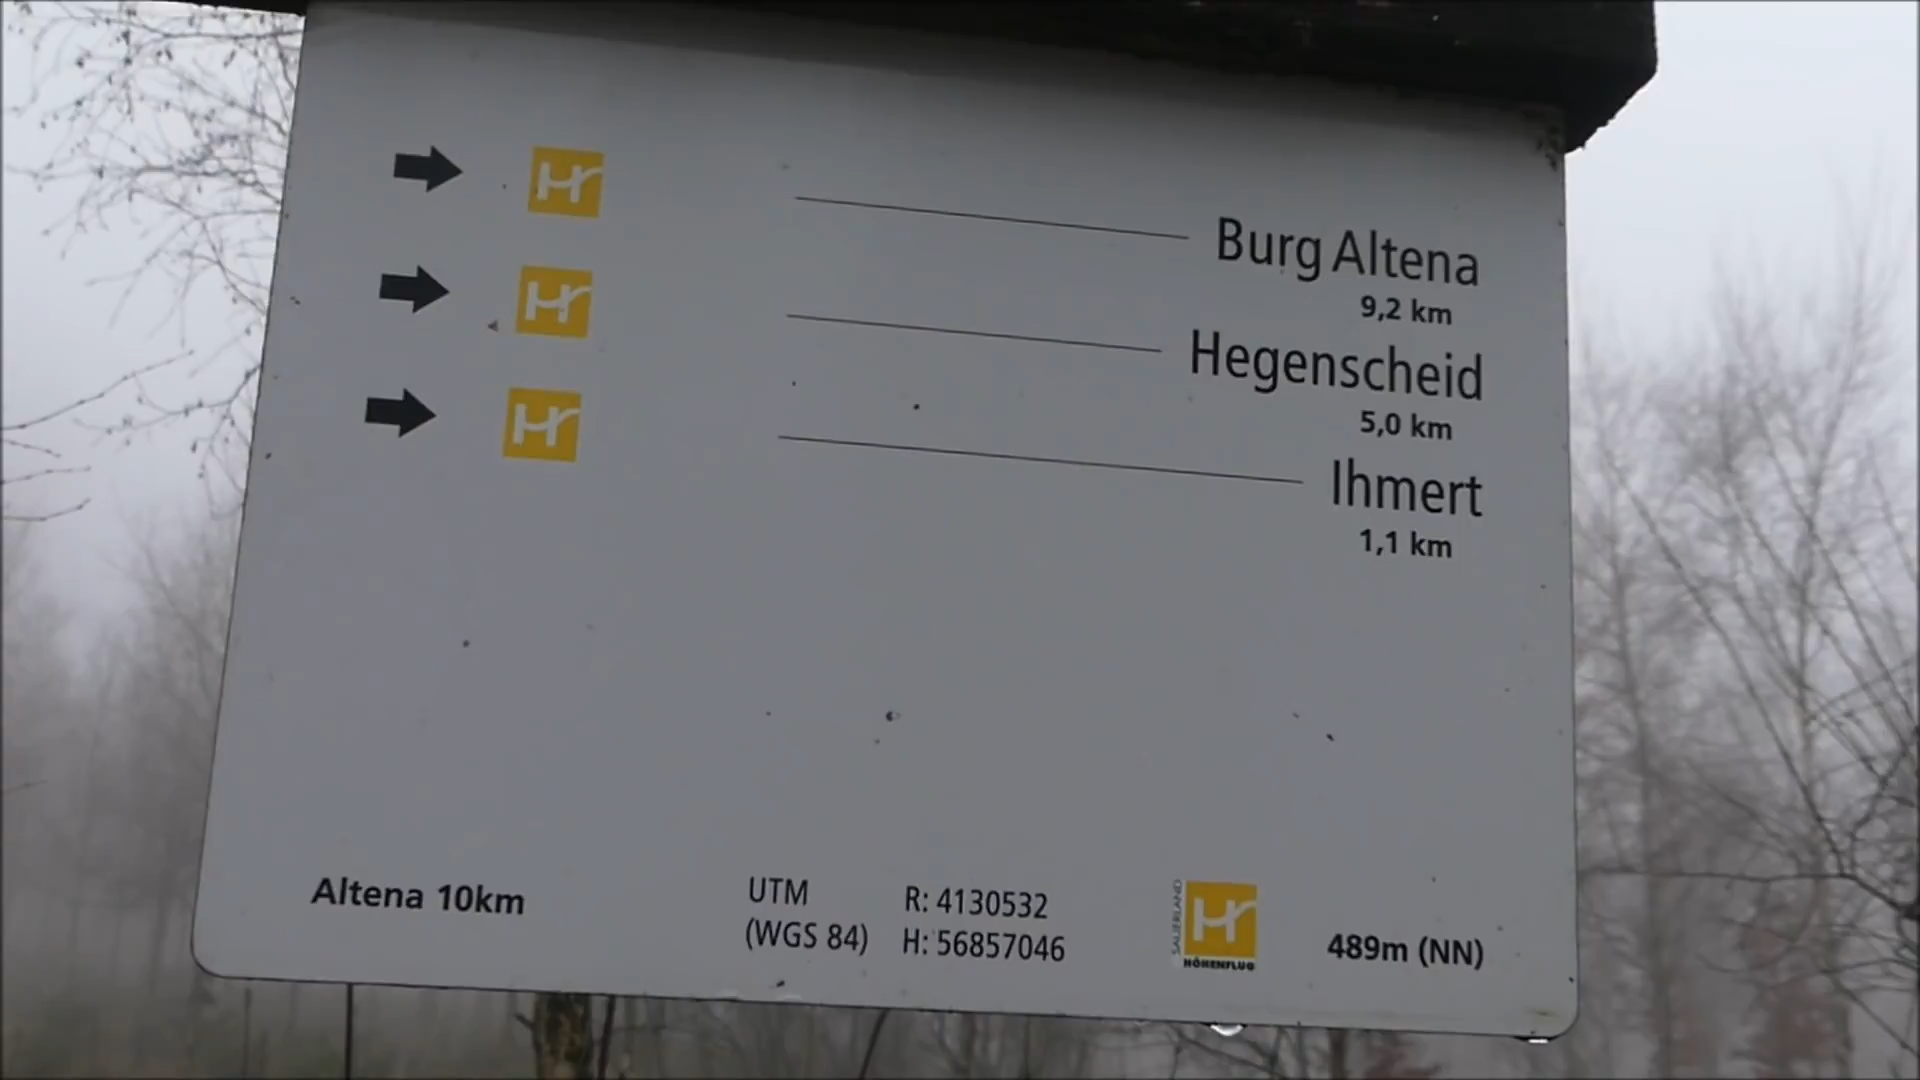 Burg Altena
9,2 km
Hegenscheid
5,0 km
Ihmert
1,1 km
Altena 10km
UTM
(WGS 84)
R: 4130532
H: 56857046
SAUERLAND
HÖHENFLUG
489m (NN)